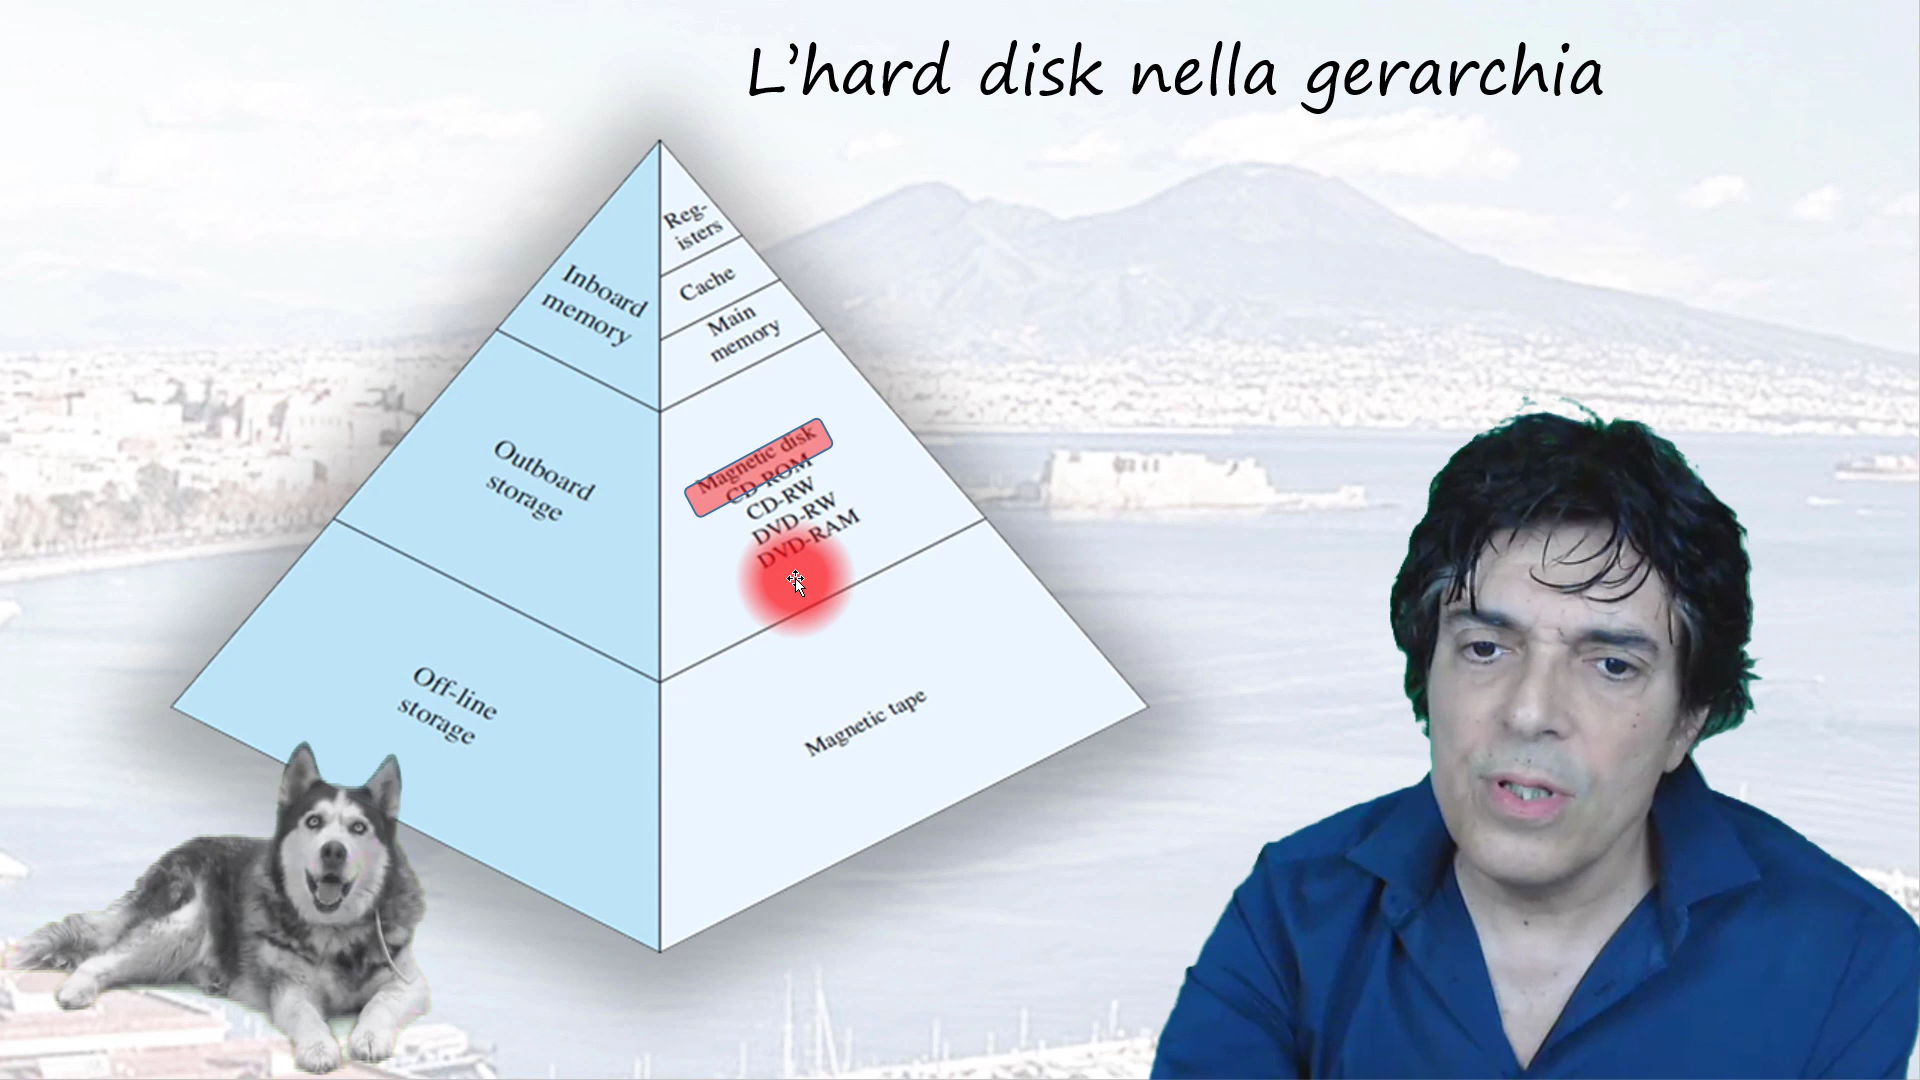 L'hard disk nella gerarchia
Reg-
isters
Cache
Main
memory
Inboard
memory
Magnetic disk
CD-ROM
CD-RW
DVD-RW
DVD-RAM
Outboard
storage
Off-line
storage
Magnetic tape